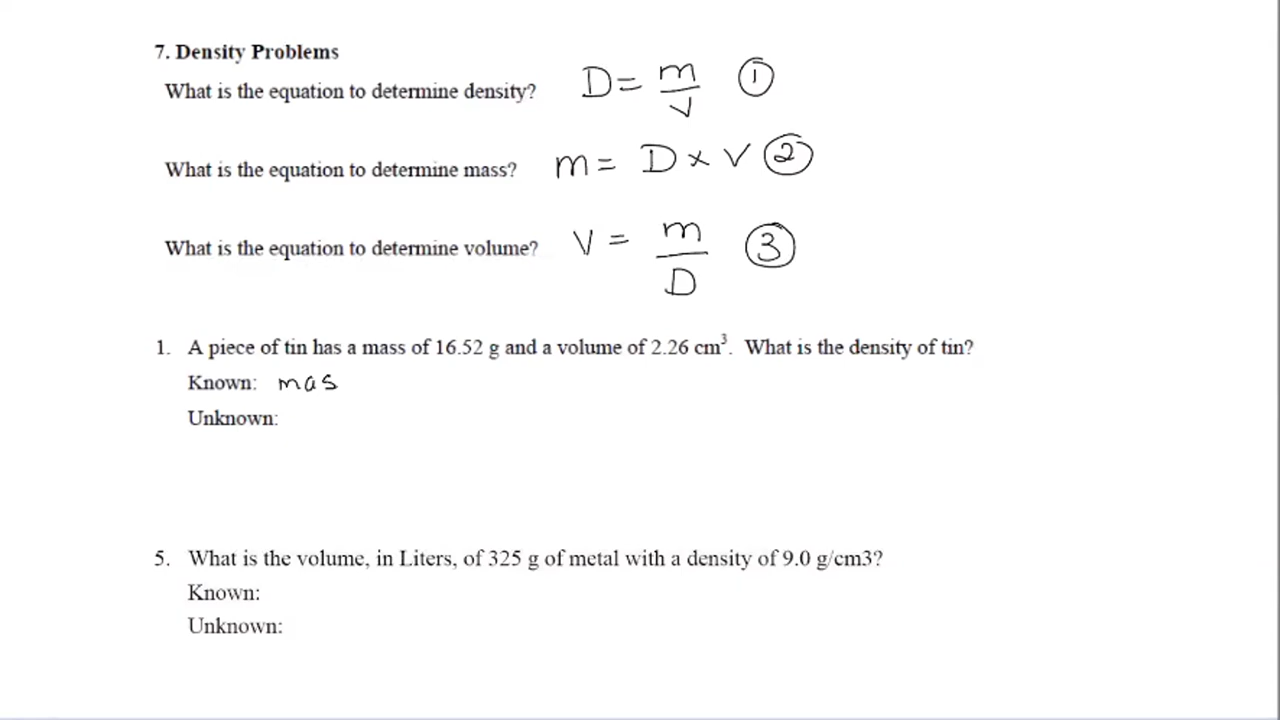 7. Density Problems
What is the equation to determine density? D = m/V ①
What is the equation to determine mass? m = D × V ②
What is the equation to determine volume? V = m/D ③
1. A piece of tin has a mass of 16.52 g and a volume of 2.26 cm³. What is the density of tin?
Known: mas
Unknown:
5. What is the volume, in Liters, of 325 g of metal with a density of 9.0 g/cm3?
Known:
Unknown: